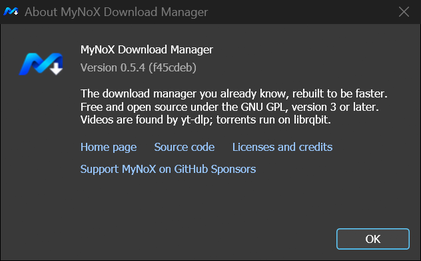 About MyNoX Download Manager
MyNoX Download Manager
Version 0.5.4 (f45cdeb)
The download manager you already know, rebuilt to be faster.
Free and open source under the GNU GPL, version 3 or later.
Videos are found by yt-dlp; torrents run on librqbit.
Home page Source code Licenses and credits
Support MyNoX on GitHub Sponsors
OK